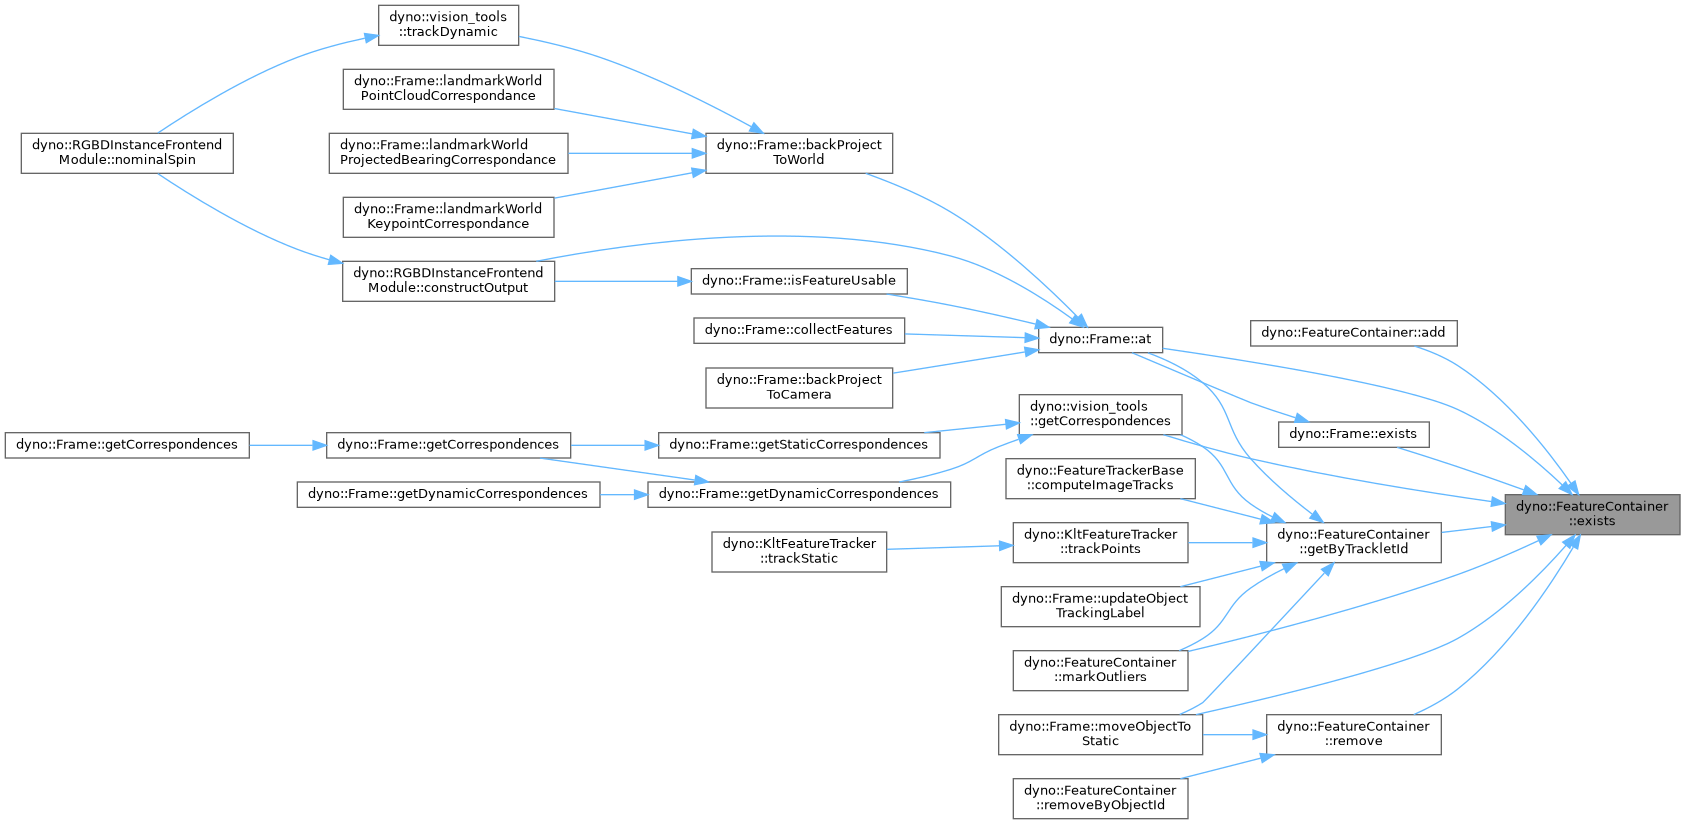 dyno::vision_tools
::trackDynamic
dyno::Frame::landmarkWorld
PointCloudCorrespondance
dyno::RGBDInstanceFrontend
Module::nominalSpin
dyno::Frame::landmarkWorld
ProjectedBearingCorrespondance
dyno::Frame::backProject
ToWorld
dyno::Frame::landmarkWorld
KeypointCorrespondance
dyno::RGBDInstanceFrontend
Module::constructOutput
dyno::Frame::isFeatureUsable
dyno::Frame::collectFeatures
dyno::Frame::at
dyno::FeatureContainer::add
dyno::Frame::backProject
ToCamera
dyno::vision_tools
::getCorrespondences
dyno::Frame::exists
dyno::Frame::getCorrespondences
dyno::Frame::getCorrespondences
dyno::Frame::getStaticCorrespondences
dyno::FeatureTrackerBase
::computeImageTracks
dyno::Frame::getDynamicCorrespondences
dyno::Frame::getDynamicCorrespondences
dyno::FeatureContainer
::exists
dyno::KltFeatureTracker
::trackStatic
dyno::KltFeatureTracker
::trackPoints
dyno::FeatureContainer
::getByTrackletId
dyno::Frame::updateObject
TrackingLabel
dyno::FeatureContainer
::markOutliers
dyno::Frame::moveObjectTo
Static
dyno::FeatureContainer
::remove
dyno::FeatureContainer
::removeByObjectId